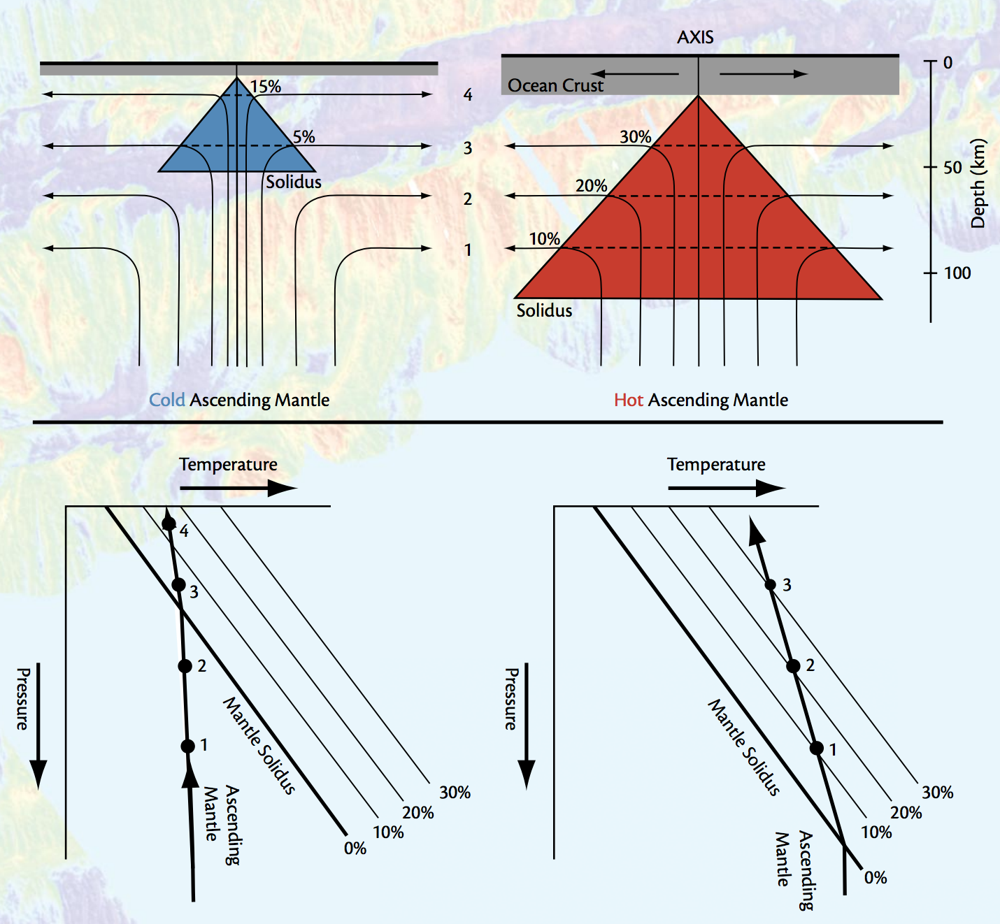 AXIS
Ocean Crust
0
50
100
Depth (km)
15%
5%
Solidus
4
3
2
1
30%
20%
10%
Solidus
Cold Ascending Mantle
Hot Ascending Mantle
Temperature
Pressure
4
3
2
1
Mantle Solidus
Ascending
Mantle
30%
20%
10%
0%
Temperature
Pressure
3
2
1
Mantle Solidus
Ascending
Mantle
30%
20%
10%
0%